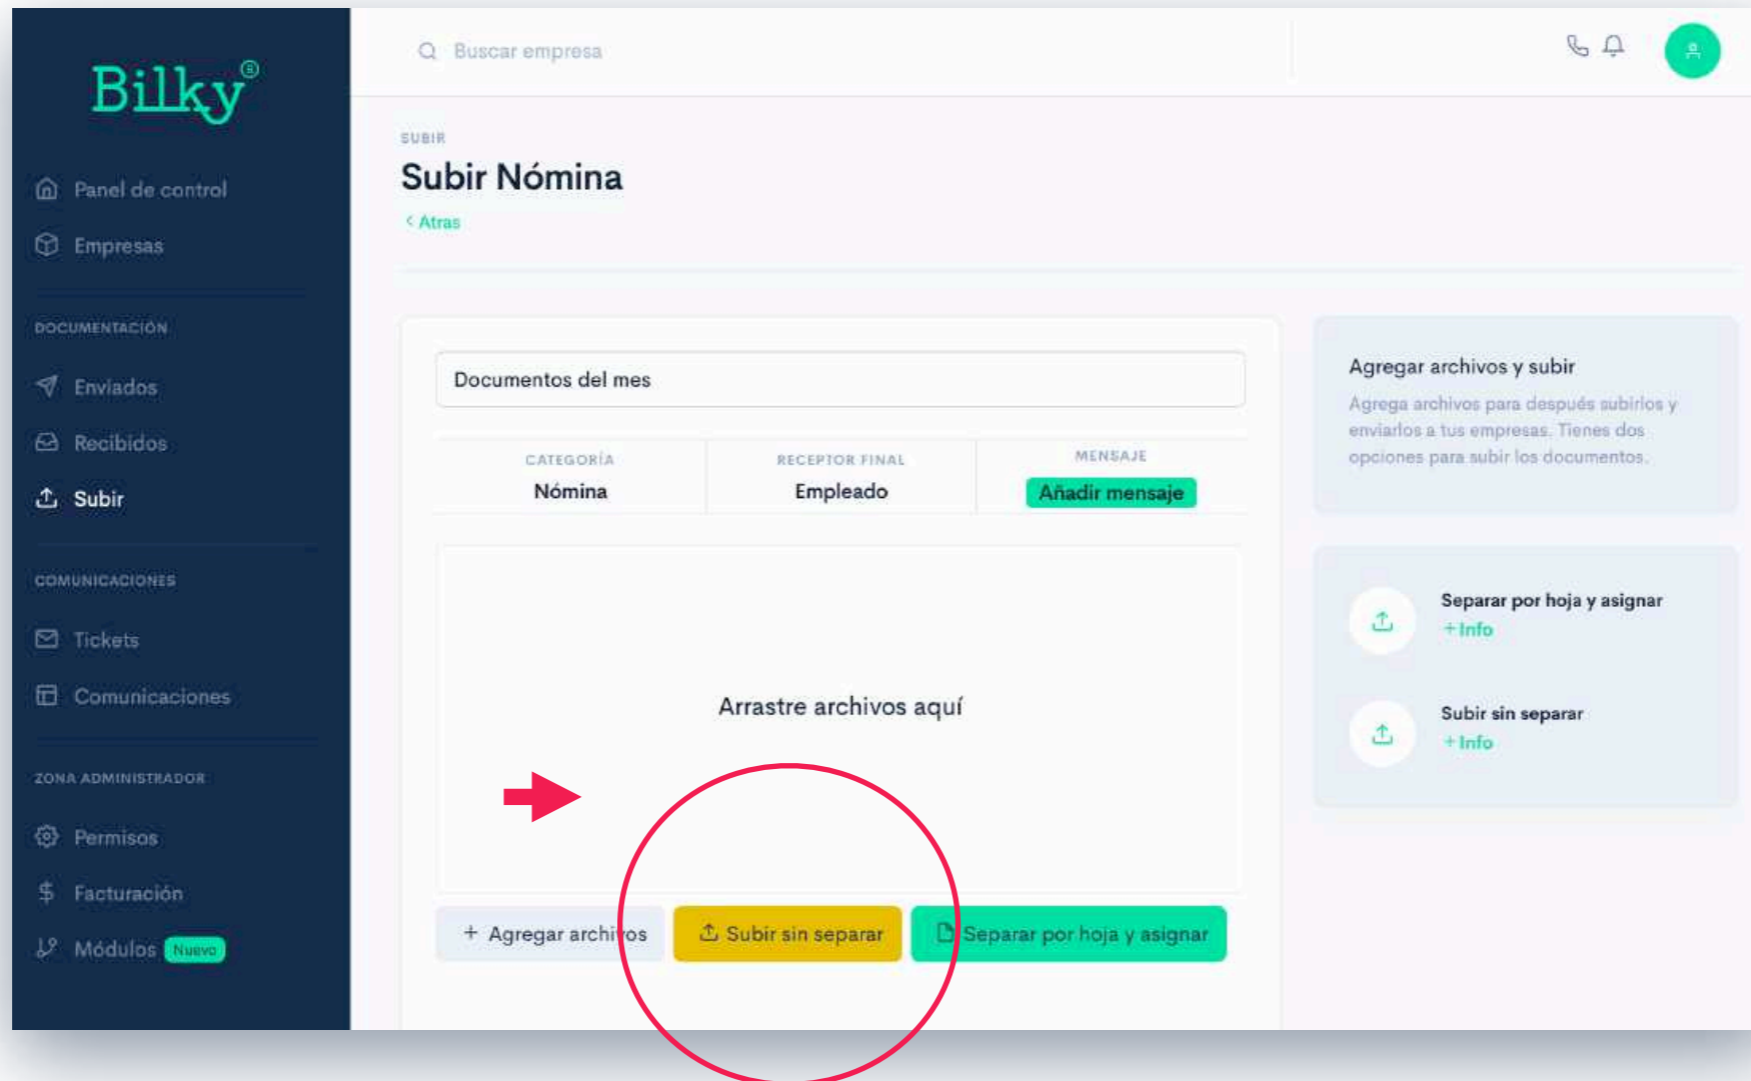 Bilky®
Buscar empresa
Panel de control
Empresas
DOCUMENTACIÓN
Enviados
Recibidos
Subir
COMUNICACIONES
Tickets
Comunicaciones
ZONA ADMINISTRADOR
Permisos
$ Facturación
Módulos Nuevo
SUBIR
Subir Nómina
< Atras
Documentos del mes
CATEGORÍA
Nómina
RECEPTOR FINAL
Empleado
MENSAJE
Añadir mensaje
Arrastre archivos aquí
+ Agregar archivos
Subir sin separar
Separar por hoja y asignar
Agregar archivos y subir
Agrega archivos para después subirlos y
enviarlos a tus empresas. Tienes dos
opciones para subir los documentos.
Separar por hoja y asignar
+ Info
Subir sin separar
+ Info